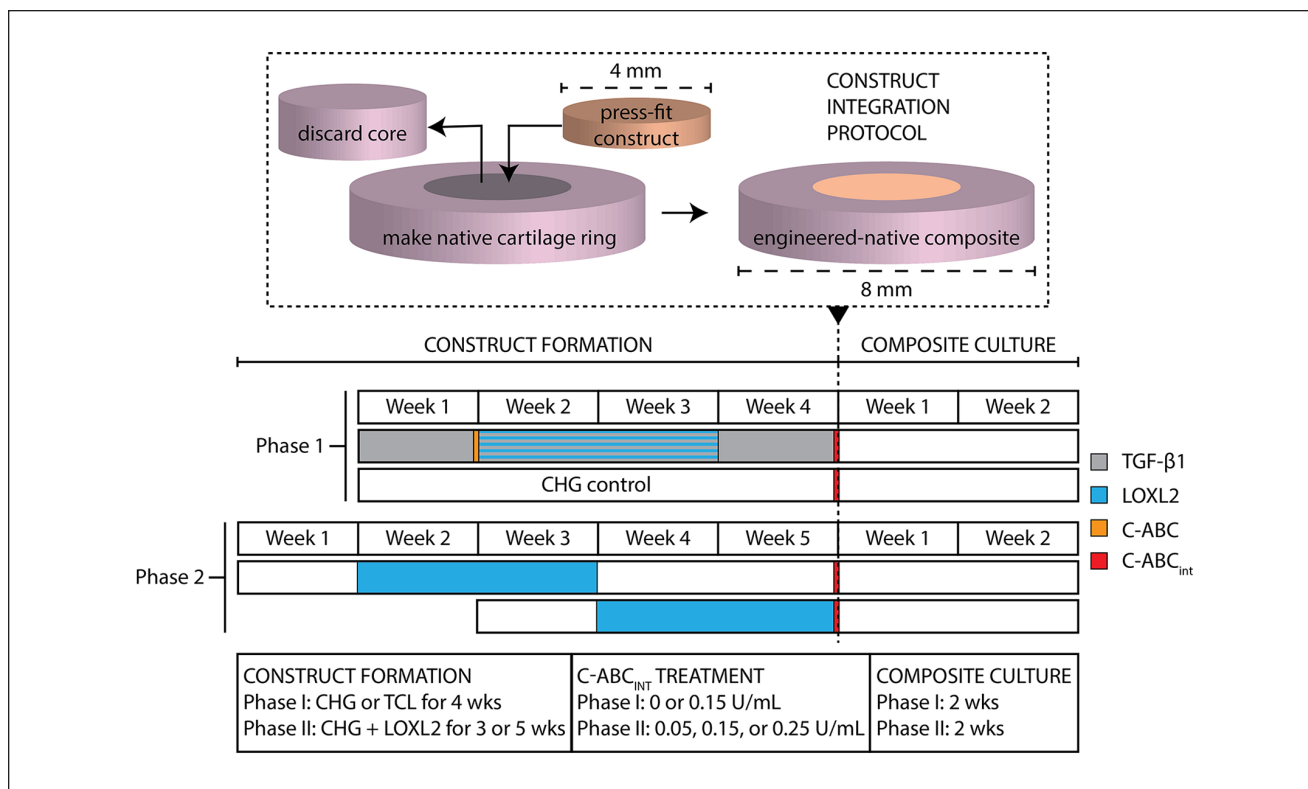 4 mm
CONSTRUCT
INTEGRATION
PROTOCOL
discard core
press-fit
construct
make native cartilage ring
engineered-native composite
8 mm
CONSTRUCT FORMATION
COMPOSITE CULTURE
Phase 1
Week 1 Week 2 Week 3 Week 4 Week 1 Week 2
CHG control
Phase 2
Week 1 Week 2 Week 3 Week 4 Week 5 Week 1 Week 2
TGF-β1
LOXL2
C-ABC
C-ABCint
CONSTRUCT FORMATION
Phase I: CHG or TCL for 4 wks
Phase II: CHG + LOXL2 for 3 or 5 wks
C-ABCINT TREATMENT
Phase I: 0 or 0.15 U/mL
Phase II: 0.05, 0.15, or 0.25 U/mL
COMPOSITE CULTURE
Phase I: 2 wks
Phase II: 2 wks